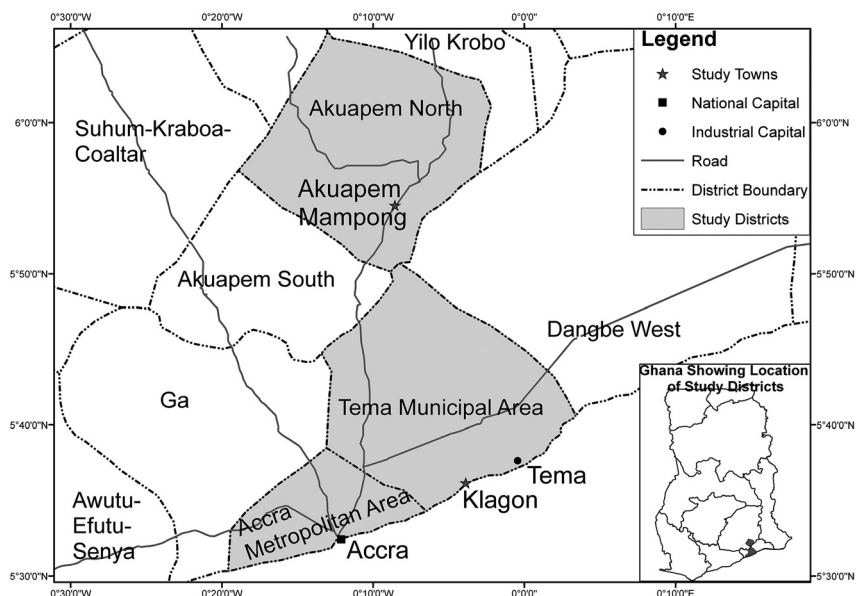 0°30'0"W 0°20'0"W 0°10'0"W 0°0'0" 0°10'0"E
Yilo Krobo
Legend
Study Towns
National Capital
Industrial Capital
Road
District Boundary
Study Districts
Akuapem North
6°0'0"N
6°0'0"N
Suhum-Kraboa-
Coaltar
Akuapem
Mampong
5°50'0"N
5°50'0"N
Akuapem South
Dangbe West
Ghana Showing Location
of Study Districts
Ga
Tema Municipal Area
5°40'0"N
5°40'0"N
Tema
Klagon
Awutu-
Efutu-
Senya
Accra
Metropolitan Area
Accra
5°30'0"N
5°30'0"N
0°30'0"W 0°20'0"W 0°10'0"W 0°0'0" 0°10'0"E